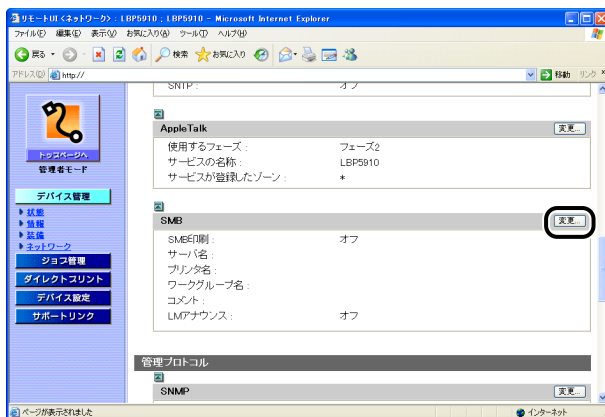 リモートUI <ネットワーク> : LBP5910 ; LBP5910 - Microsoft Internet Explorer
ファイル(F) 編集(E) 表示(V) お気に入り(A) ツール(T) ヘルプ(H)
戻る 検索 お気に入り
アドレス(D) http:// 移動 リンク
SNTP : オフ
AppleTalk 変更...
使用するフェーズ : フェーズ2
サービスの名称 : LBP5910
サービスが登録したゾーン : *
トップページへ
管理者モード
デバイス管理
状態
情報
装備
ネットワーク
ジョブ管理
ダイレクトプリント
デバイス設定
サポートリンク
SMB 変更...
SMB印刷 : オフ
サーバ名 :
プリンタ名 :
ワークグループ名 :
コメント :
LMアナウンス : オフ
管理プロトコル
SNMP 変更...
ページが表示されました インターネット